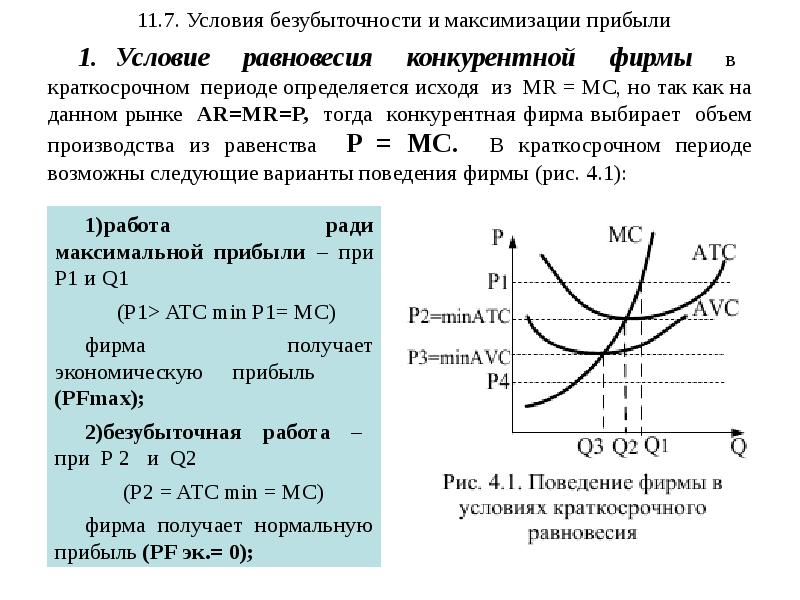 11.7. Условия безубыточности и максимизации прибыли
1. Условие равновесия конкурентной фирмы в
краткосрочном периоде определяется исходя из MR = MC, но так как на
данном рынке AR=MR=P, тогда конкурентная фирма выбирает объем
производства из равенства P = MC. В краткосрочном периоде
возможны следующие варианты поведения фирмы (рис. 4.1):
1)работа ради
максимальной прибыли – при
P1 и Q1
(P1> ATC min P1= MC)
фирма получает
экономическую прибыль
(PFmax);
2)безубыточная работа –
при P 2 и Q2
(P2 = ATC min = MC)
фирма получает нормальную
прибыль (PF эк.= 0);
P
MC
ATC
P1
AVC
P2=minATC
P3=minAVC
P4
Q3 Q2 Q1 Q
Рис. 4.1. Поведение фирмы в
условиях краткосрочного
равновесия